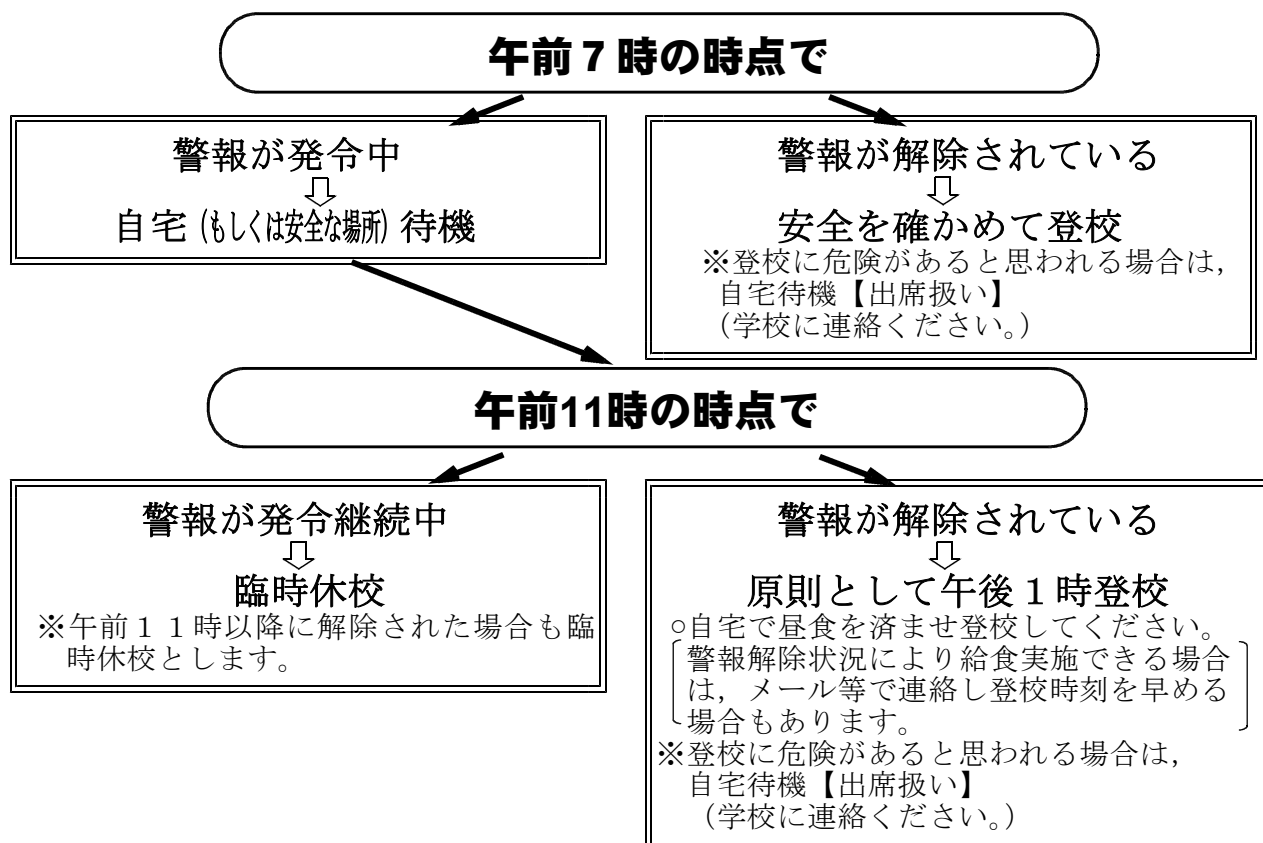 午前7時の時点で
警報が発令中
自宅(もしくは安全な場所)待機
警報が解除されている
安全を確かめて登校
※登校に危険があると思われる場合は,
自宅待機【出席扱い】
(学校に連絡ください。)
午前11時の時点で
警報が発令継続中
臨時休校
※午前11時以降に解除された場合も臨
時休校とします。
警報が解除されている
原則として午後1時登校
○自宅で昼食を済ませ登校してください。
警報解除状況により給食実施できる場合
は,メール等で連絡し登校時刻を早める
場合もあります。
※登校に危険があると思われる場合は,
自宅待機【出席扱い】
(学校に連絡ください。)